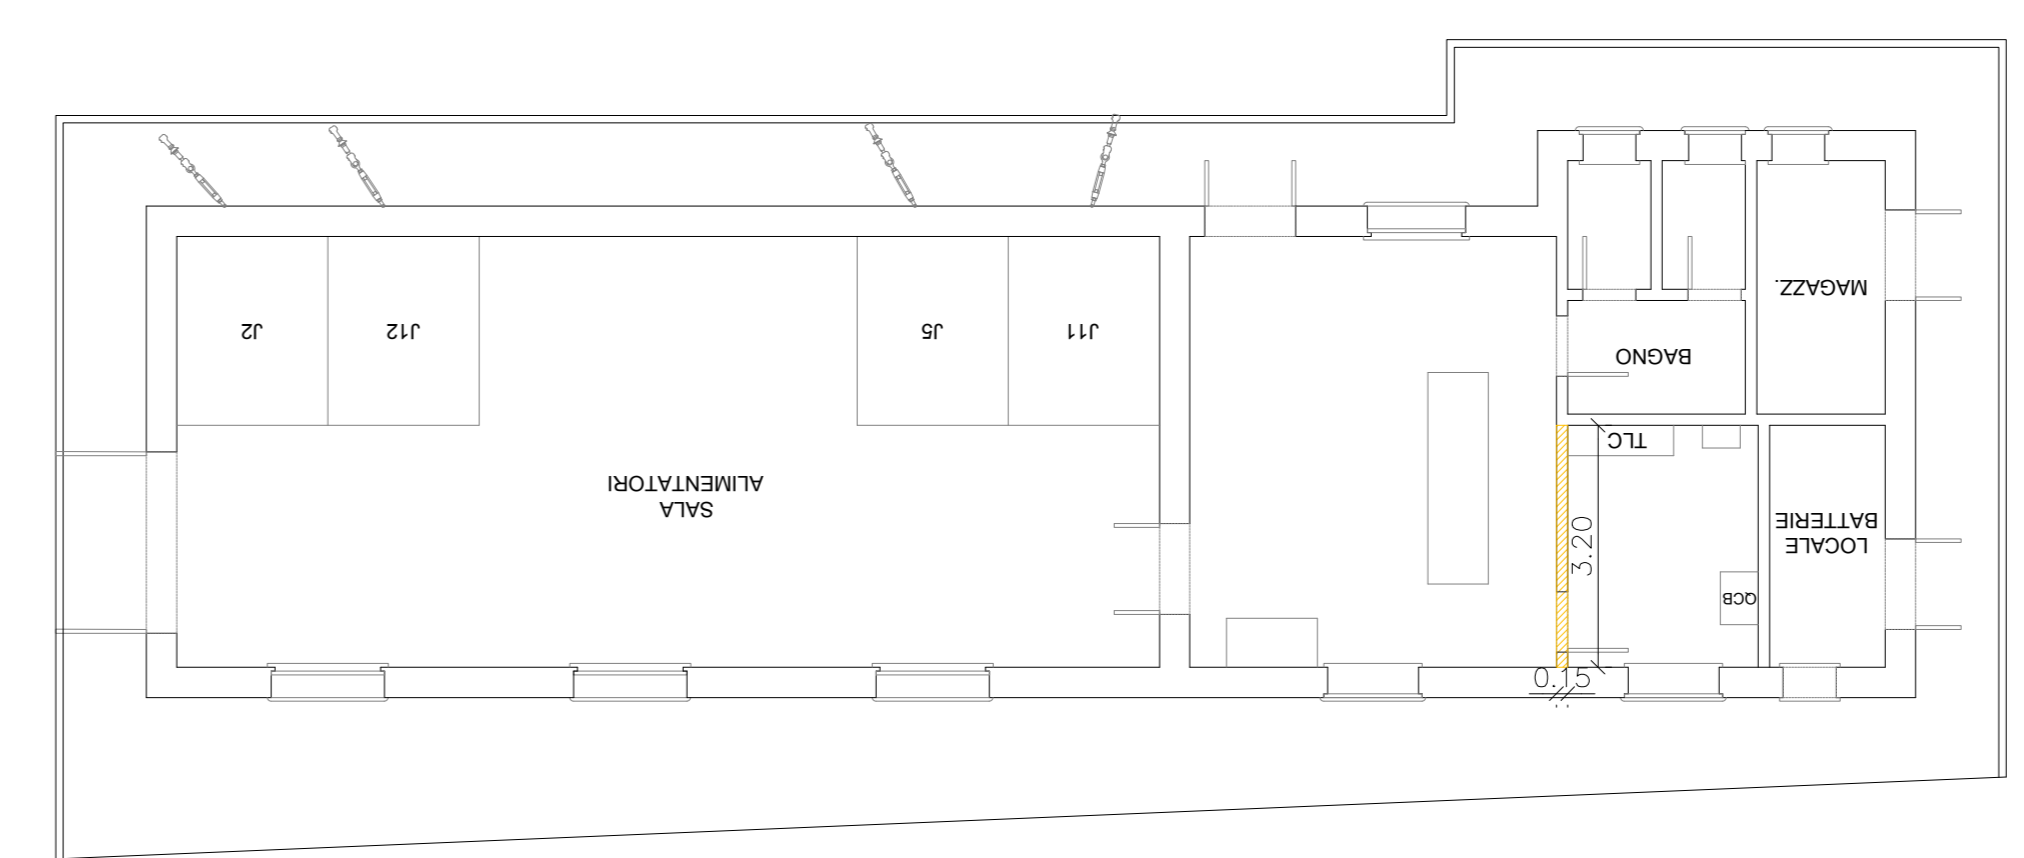 J2
J12
J5
J11
SALA
ALIMENTATORI
BAGNO
MAGAZZ.
TLC
QCB
LOCALE
BATTERIE
3.20
0.15